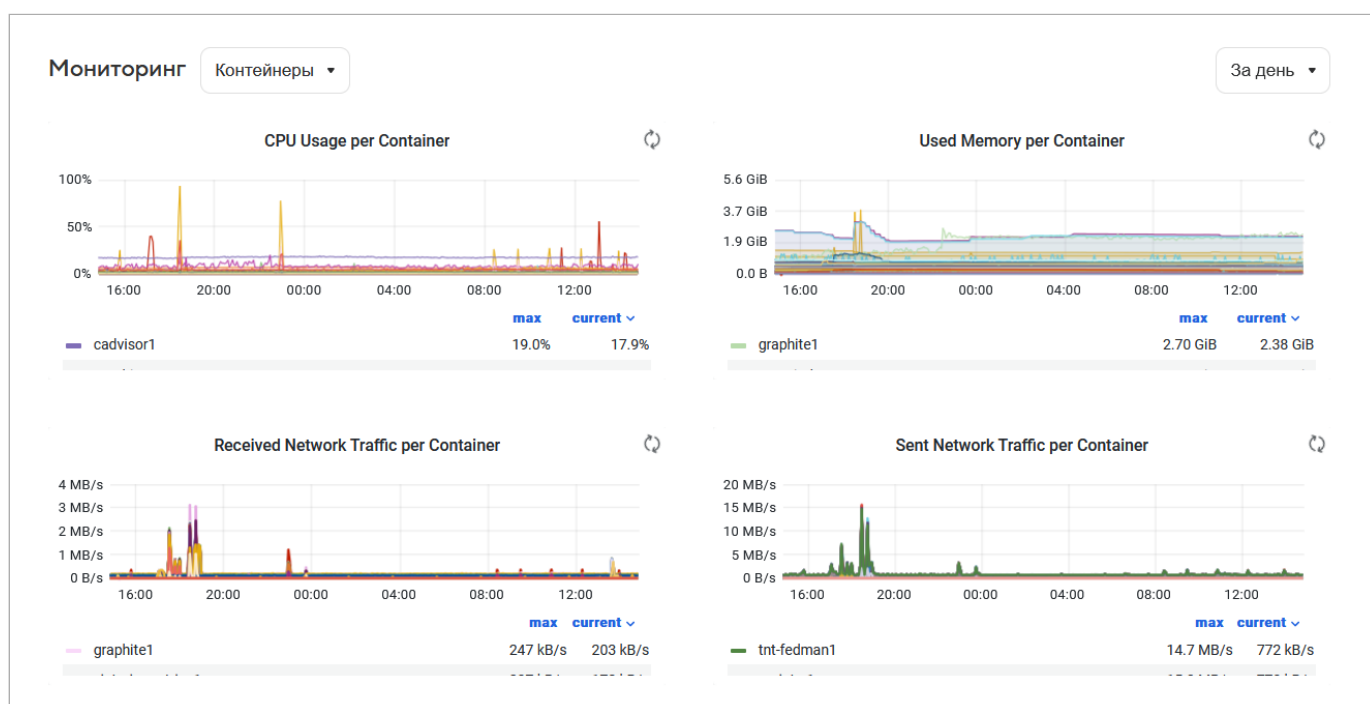 Мониторинг Контейнеры За день
CPU Usage per Container
100%
50%
0%
16:00 20:00 00:00 04:00 08:00 12:00
max current
cadvisor1 19.0% 17.9%
Used Memory per Container
5.6 GiB
3.7 GiB
1.9 GiB
0.0 B
16:00 20:00 00:00 04:00 08:00 12:00
max current
graphite1 2.70 GiB 2.38 GiB
Received Network Traffic per Container
4 MB/s
3 MB/s
2 MB/s
1 MB/s
0 B/s
16:00 20:00 00:00 04:00 08:00 12:00
max current
graphite1 247 kB/s 203 kB/s
Sent Network Traffic per Container
20 MB/s
15 MB/s
10 MB/s
5 MB/s
0 B/s
16:00 20:00 00:00 04:00 08:00 12:00
max current
tnt-fedman1 14.7 MB/s 772 kB/s